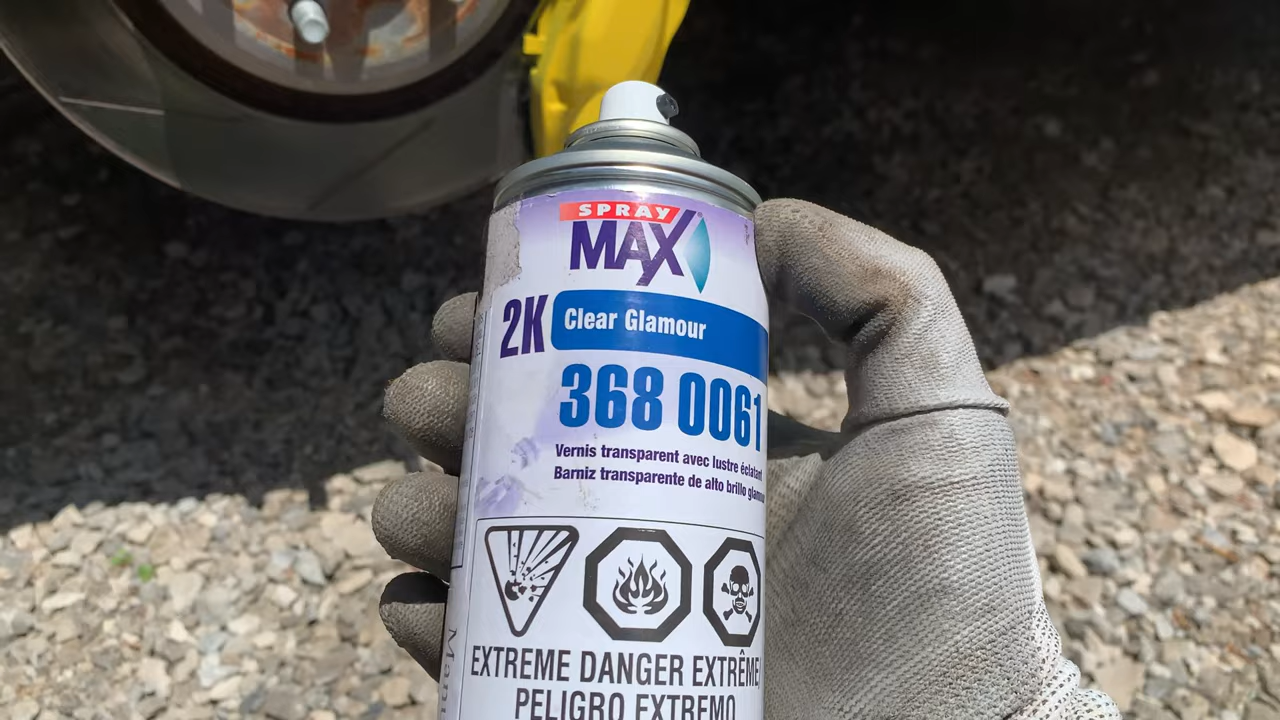 SPRAY
MAX
2K
Clear Glamour
368 0061
Vernis transparent avec lustre éclatant
Barniz transparente de alto brillo
EXTREME DANGER EXTRÊME
PELIGRO EXTREMO